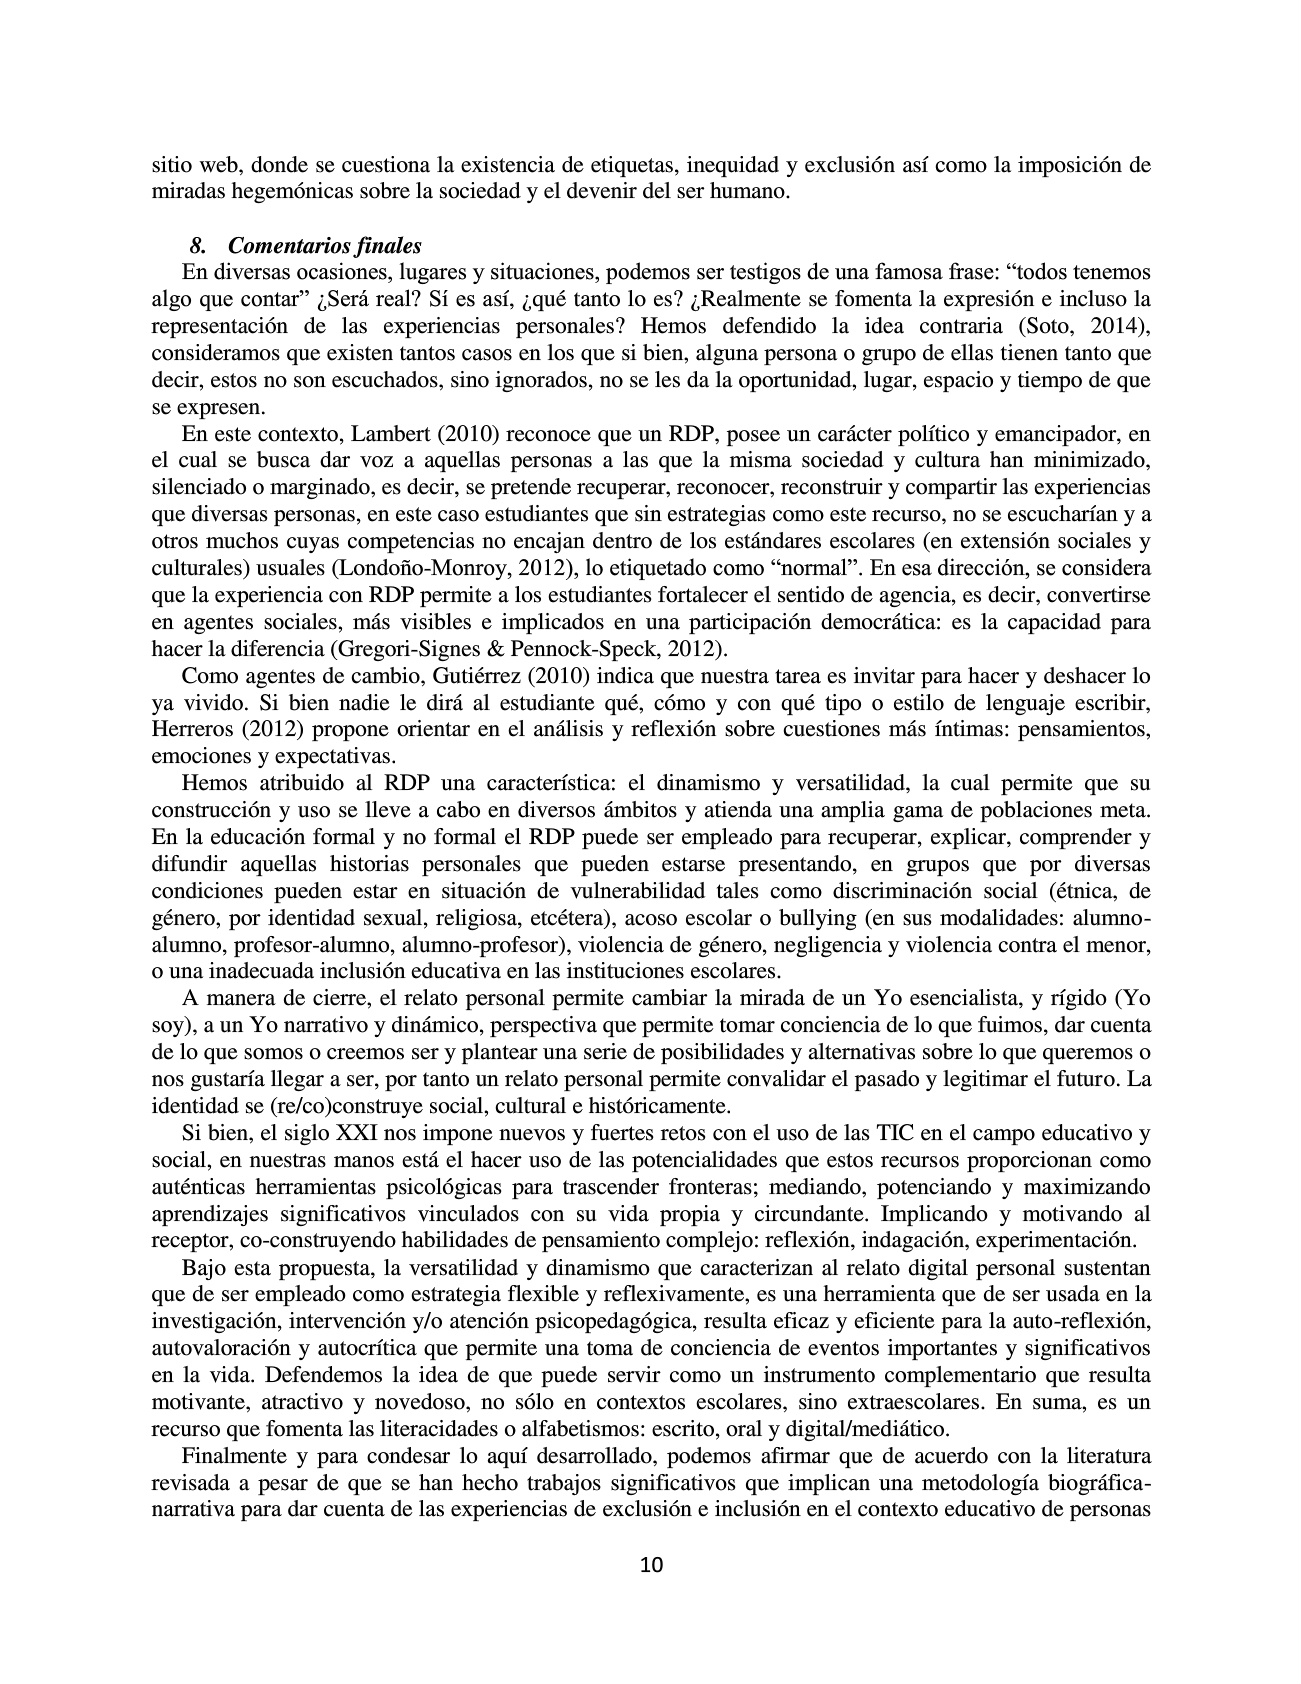 sitio web, donde se cuestiona la existencia de etiquetas, inequidad y exclusión así como la imposición de
miradas hegemónicas sobre la sociedad y el devenir del ser humano.
8. Comentarios finales
En diversas ocasiones, lugares y situaciones, podemos ser testigos de una famosa frase: “todos tenemos
algo que contar” ¿Será real? Sí es así, ¿qué tanto lo es? ¿Realmente se fomenta la expresión e incluso la
representación de las experiencias personales? Hemos defendido la idea contraria (Soto, 2014),
consideramos que existen tantos casos en los que si bien, alguna persona o grupo de ellas tienen tanto que
decir, estos no son escuchados, sino ignorados, no se les da la oportunidad, lugar, espacio y tiempo de que
se expresen.
En este contexto, Lambert (2010) reconoce que un RDP, posee un carácter político y emancipador, en
el cual se busca dar voz a aquellas personas a las que la misma sociedad y cultura han minimizado,
silenciado o marginado, es decir, se pretende recuperar, reconocer, reconstruir y compartir las experiencias
que diversas personas, en este caso estudiantes que sin estrategias como este recurso, no se escucharían y a
otros muchos cuyas competencias no encajan dentro de los estándares escolares (en extensión sociales y
culturales) usuales (Londoño-Monroy, 2012), lo etiquetado como “normal”. En esa dirección, se considera
que la experiencia con RDP permite a los estudiantes fortalecer el sentido de agencia, es decir, convertirse
en agentes sociales, más visibles e implicados en una participación democrática: es la capacidad para
hacer la diferencia (Gregori-Signes & Pennock-Speck, 2012).
Como agentes de cambio, Gutiérrez (2010) indica que nuestra tarea es invitar para hacer y deshacer lo
ya vivido. Si bien nadie le dirá al estudiante qué, cómo y con qué tipo o estilo de lenguaje escribir,
Herreros (2012) propone orientar en el análisis y reflexión sobre cuestiones más íntimas: pensamientos,
emociones y expectativas.
Hemos atribuido al RDP una característica: el dinamismo y versatilidad, la cual permite que su
construcción y uso se lleve a cabo en diversos ámbitos y atienda una amplia gama de poblaciones meta.
En la educación formal y no formal el RDP puede ser empleado para recuperar, explicar, comprender y
difundir aquellas historias personales que pueden estarse presentando, en grupos que por diversas
condiciones pueden estar en situación de vulnerabilidad tales como discriminación social (étnica, de
género, por identidad sexual, religiosa, etcétera), acoso escolar o bullying (en sus modalidades: alumno-
alumno, profesor-alumno, alumno-profesor), violencia de género, negligencia y violencia contra el menor,
o una inadecuada inclusión educativa en las instituciones escolares.
A manera de cierre, el relato personal permite cambiar la mirada de un Yo esencialista, y rígido (Yo
soy), a un Yo narrativo y dinámico, perspectiva que permite tomar conciencia de lo que fuimos, dar cuenta
de lo que somos o creemos ser y plantear una serie de posibilidades y alternativas sobre lo que queremos o
nos gustaría llegar a ser, por tanto un relato personal permite convalidar el pasado y legitimar el futuro. La
identidad se (re/co)construye social, cultural e históricamente.
Si bien, el siglo XXI nos impone nuevos y fuertes retos con el uso de las TIC en el campo educativo y
social, en nuestras manos está el hacer uso de las potencialidades que estos recursos proporcionan como
auténticas herramientas psicológicas para trascender fronteras; mediando, potenciando y maximizando
aprendizajes significativos vinculados con su vida propia y circundante. Implicando y motivando al
receptor, co-construyendo habilidades de pensamiento complejo: reflexión, indagación, experimentación.
Bajo esta propuesta, la versatilidad y dinamismo que caracterizan al relato digital personal sustentan
que de ser empleado como estrategia flexible y reflexivamente, es una herramienta que de ser usada en la
investigación, intervención y/o atención psicopedagógica, resulta eficaz y eficiente para la auto-reflexión,
autovaloración y autocrítica que permite una toma de conciencia de eventos importantes y significativos
en la vida. Defendemos la idea de que puede servir como un instrumento complementario que resulta
motivante, atractivo y novedoso, no sólo en contextos escolares, sino extraescolares. En suma, es un
recurso que fomenta las literacidades o alfabetismos: escrito, oral y digital/mediático.
Finalmente y para condesar lo aquí desarrollado, podemos afirmar que de acuerdo con la literatura
revisada a pesar de que se han hecho trabajos significativos que implican una metodología biográfica-
narrativa para dar cuenta de las experiencias de exclusión e inclusión en el contexto educativo de personas
10